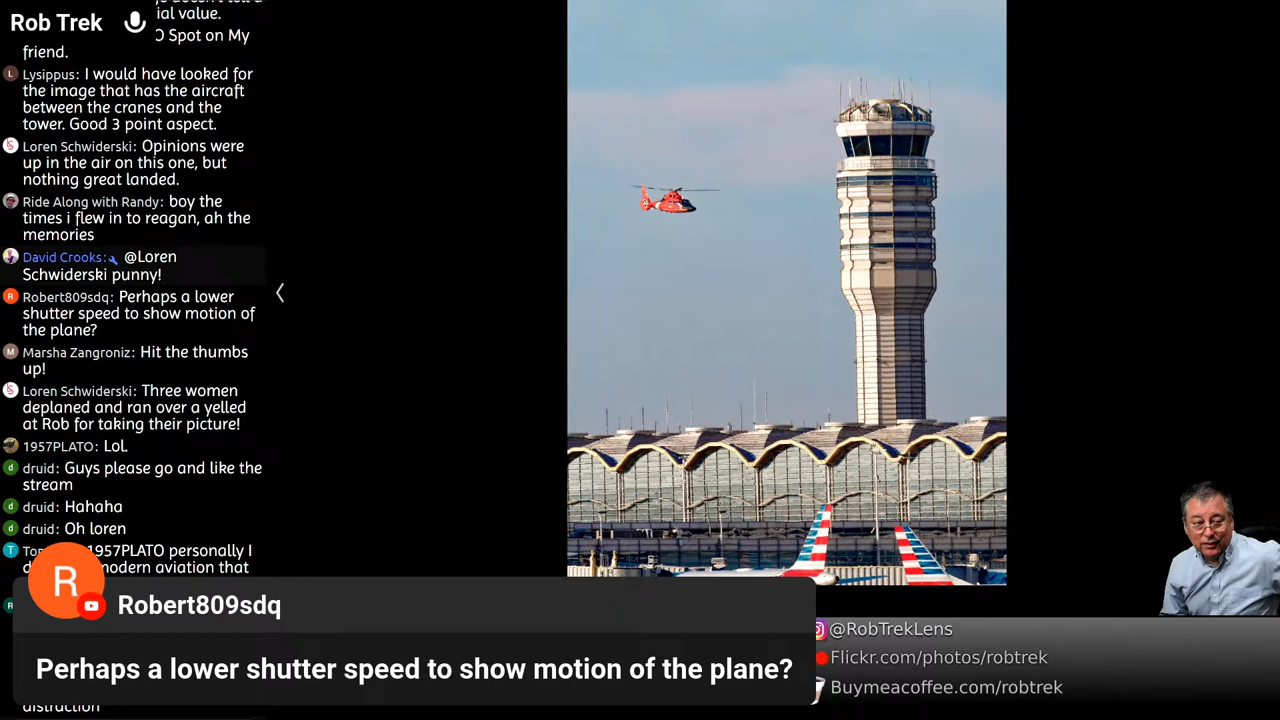 Rob Trek
ial value.
O Spot on My
friend.
Lysippus: I would have looked for
the image that has the aircraft
between the cranes and the
tower. Good 3 point aspect.
Loren Schwiderski: Opinions were
up in the air on this one, but
nothing great landed.
Ride Along with Randy: boy the
times i flew in to reagan, ah the
memories
David Crooks: @Loren
Schwiderski punny!
Robert809sdq: Perhaps a lower
shutter speed to show motion of
the plane?
Marsha Zangroniz: Hit the thumbs
up!
Loren Schwiderski: Three women
deplaned and ran over a yelled
at Rob for taking their picture!
1957PLATO: Lol.
druid: Guys please go and like the
stream
druid: Hahaha
druid: Oh loren
1957PLATO personally I
modern aviation that
R
Robert809sdq
Perhaps a lower shutter speed to show motion of the plane?
distraction
@RobTrekLens
Flickr.com/photos/robtrek
Buymeacoffee.com/robtrek